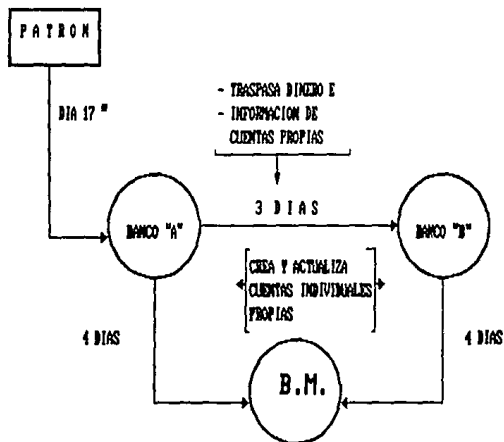 PATRON
DIA 17 "
- TRASPASA DINERO E
- INFORMACION DE
CUENTAS PROPIAS
3 DIAS
BANCO "A"
BANCO "B"
CREA Y ACTUALIZA
CUENTAS INDIVIDUALES
PROPIAS
4 DIAS
4 DIAS
B.M.